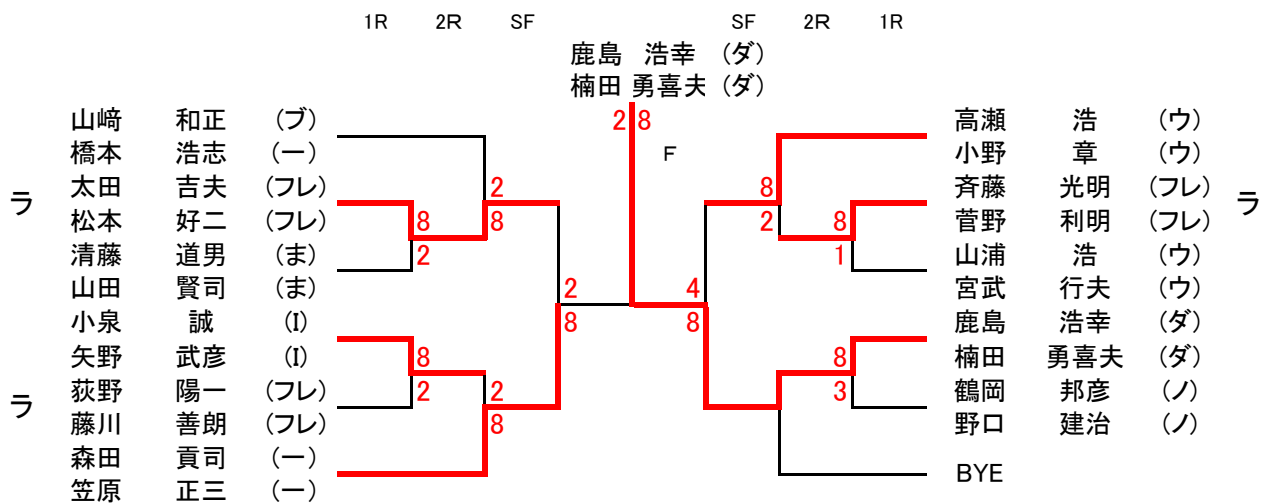 1R 2R SF SF 2R 1R
鹿島 浩幸 (ダ)
楠田 勇喜夫 (ダ)
山﨑 和正 (ブ) 2 8 高瀬 浩 (ウ)
橋本 浩志 (一) F 小野 章 (ウ)
ラ 太田 吉夫 (フレ) 2 8 斉藤 光明 (フレ) ラ
松本 好二 (フレ) 8 8 2 8 菅野 利明 (フレ)
清藤 道男 (ま) 2 1 山浦 浩 (ウ)
山田 賢司 (ま) 2 4 宮武 行夫 (ウ)
小泉 誠 (I) 8 8 鹿島 浩幸 (ダ)
矢野 武彦 (I) 8 8 楠田 勇喜夫 (ダ)
ラ 荻野 陽一 (フレ) 2 2 3 鶴岡 邦彦 (ノ)
藤川 善朗 (フレ) 8 野口 建治 (ノ)
森田 貢司 (一) BYE
笠原 正三 (一)